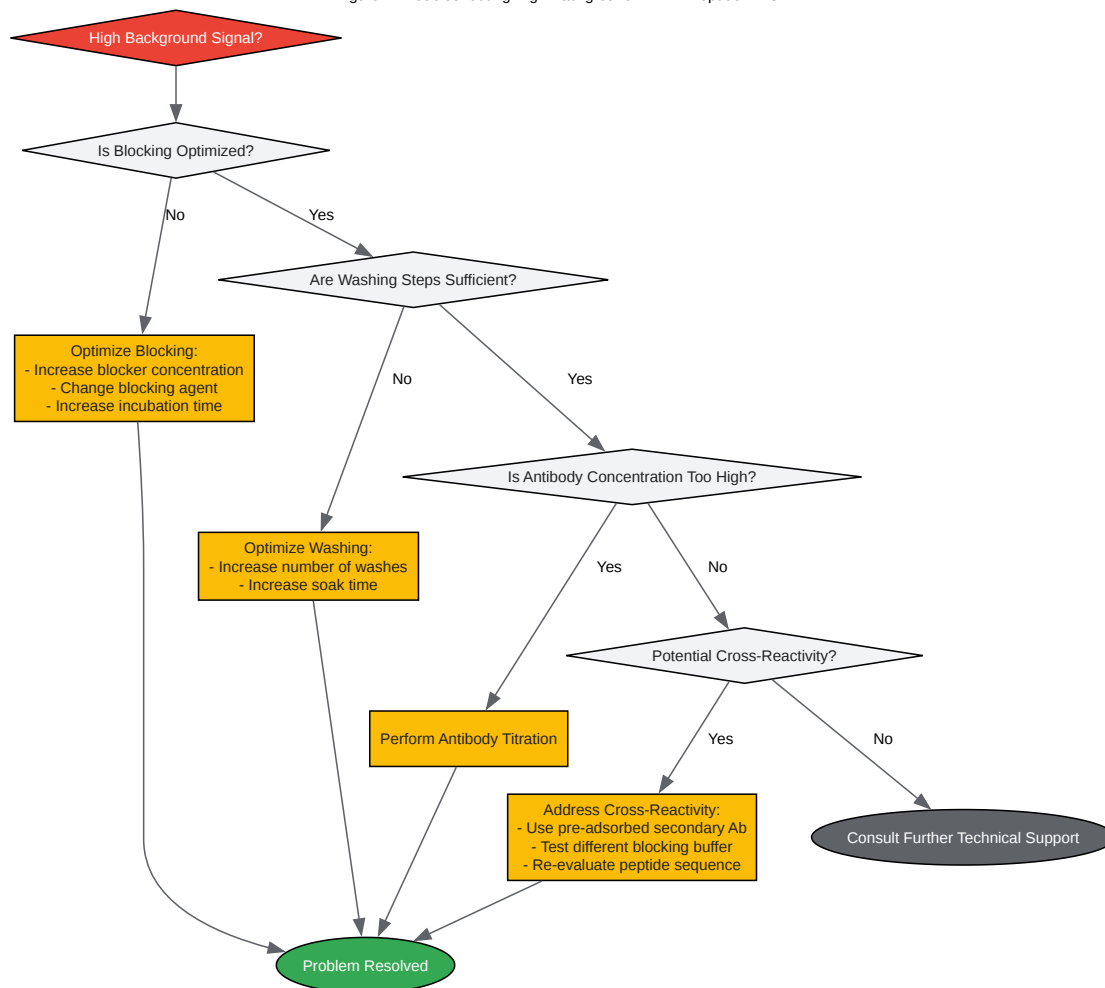 High Background Signal?
Is Blocking Optimized?
No
Yes
Are Washing Steps Sufficient?
Optimize Blocking:
- Increase blocker concentration
- Change blocking agent
- Increase incubation time
No
Yes
Is Antibody Concentration Too High?
Optimize Washing:
- Increase number of washes
- Increase soak time
Yes
No
Potential Cross-Reactivity?
Perform Antibody Titration
Yes
No
Address Cross-Reactivity:
- Use pre-adsorbed secondary Ab
- Test different blocking buffer
- Re-evaluate peptide sequence
Consult Further Technical Support
Problem Resolved